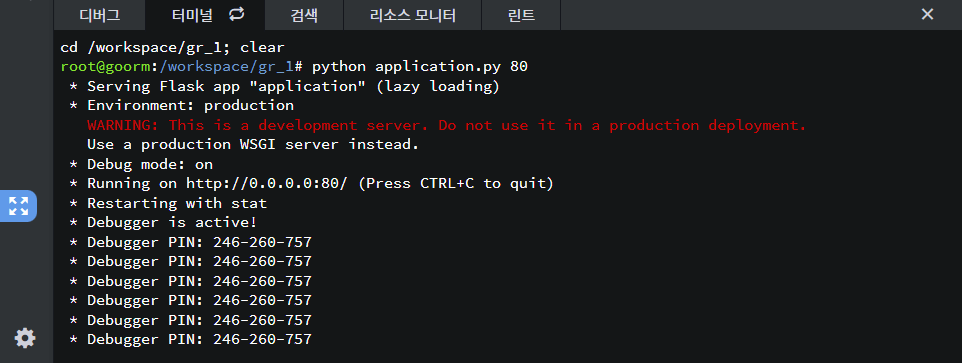 디버그 터미널 검색 리소스 모니터 린트
cd /workspace/gr_1; clear
root@goorm:/workspace/gr_1# python application.py 80
* Serving Flask app "application" (lazy loading)
* Environment: production
WARNING: This is a development server. Do not use it in a production deployment.
Use a production WSGI server instead.
* Debug mode: on
* Running on http://0.0.0.0:80/ (Press CTRL+C to quit)
* Restarting with stat
* Debugger is active!
* Debugger PIN: 246-260-757
* Debugger PIN: 246-260-757
* Debugger PIN: 246-260-757
* Debugger PIN: 246-260-757
* Debugger PIN: 246-260-757
* Debugger PIN: 246-260-757